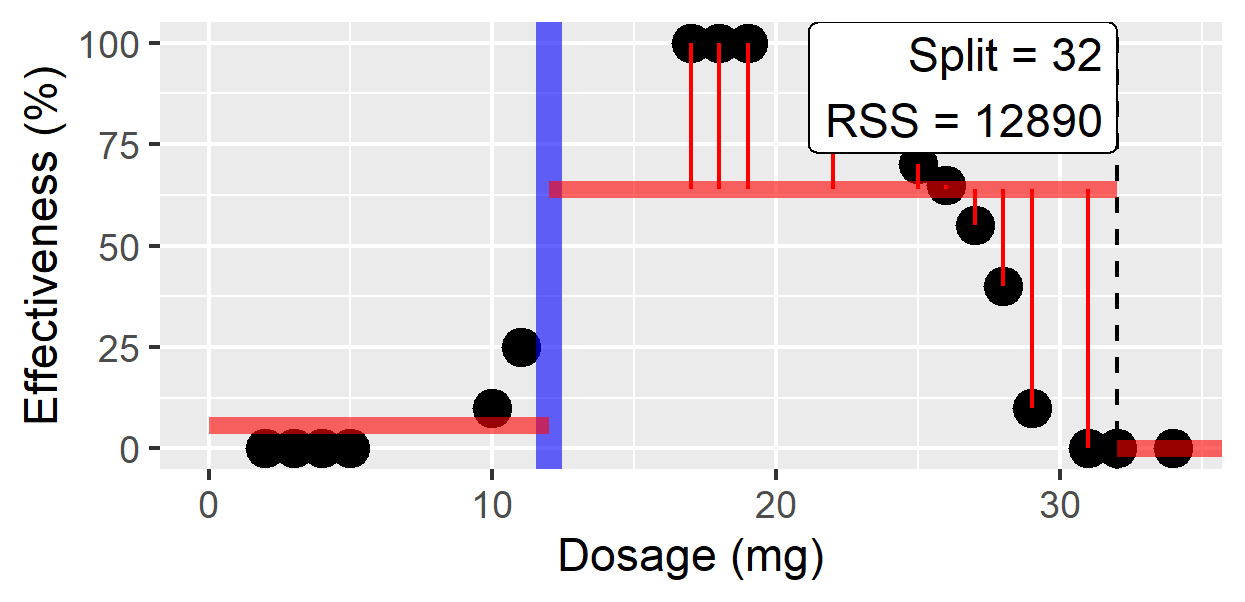 Effectiveness (%)
100
75
50
25
0
Split = 32
RSS = 12890
0 10 20 30
Dosage (mg)